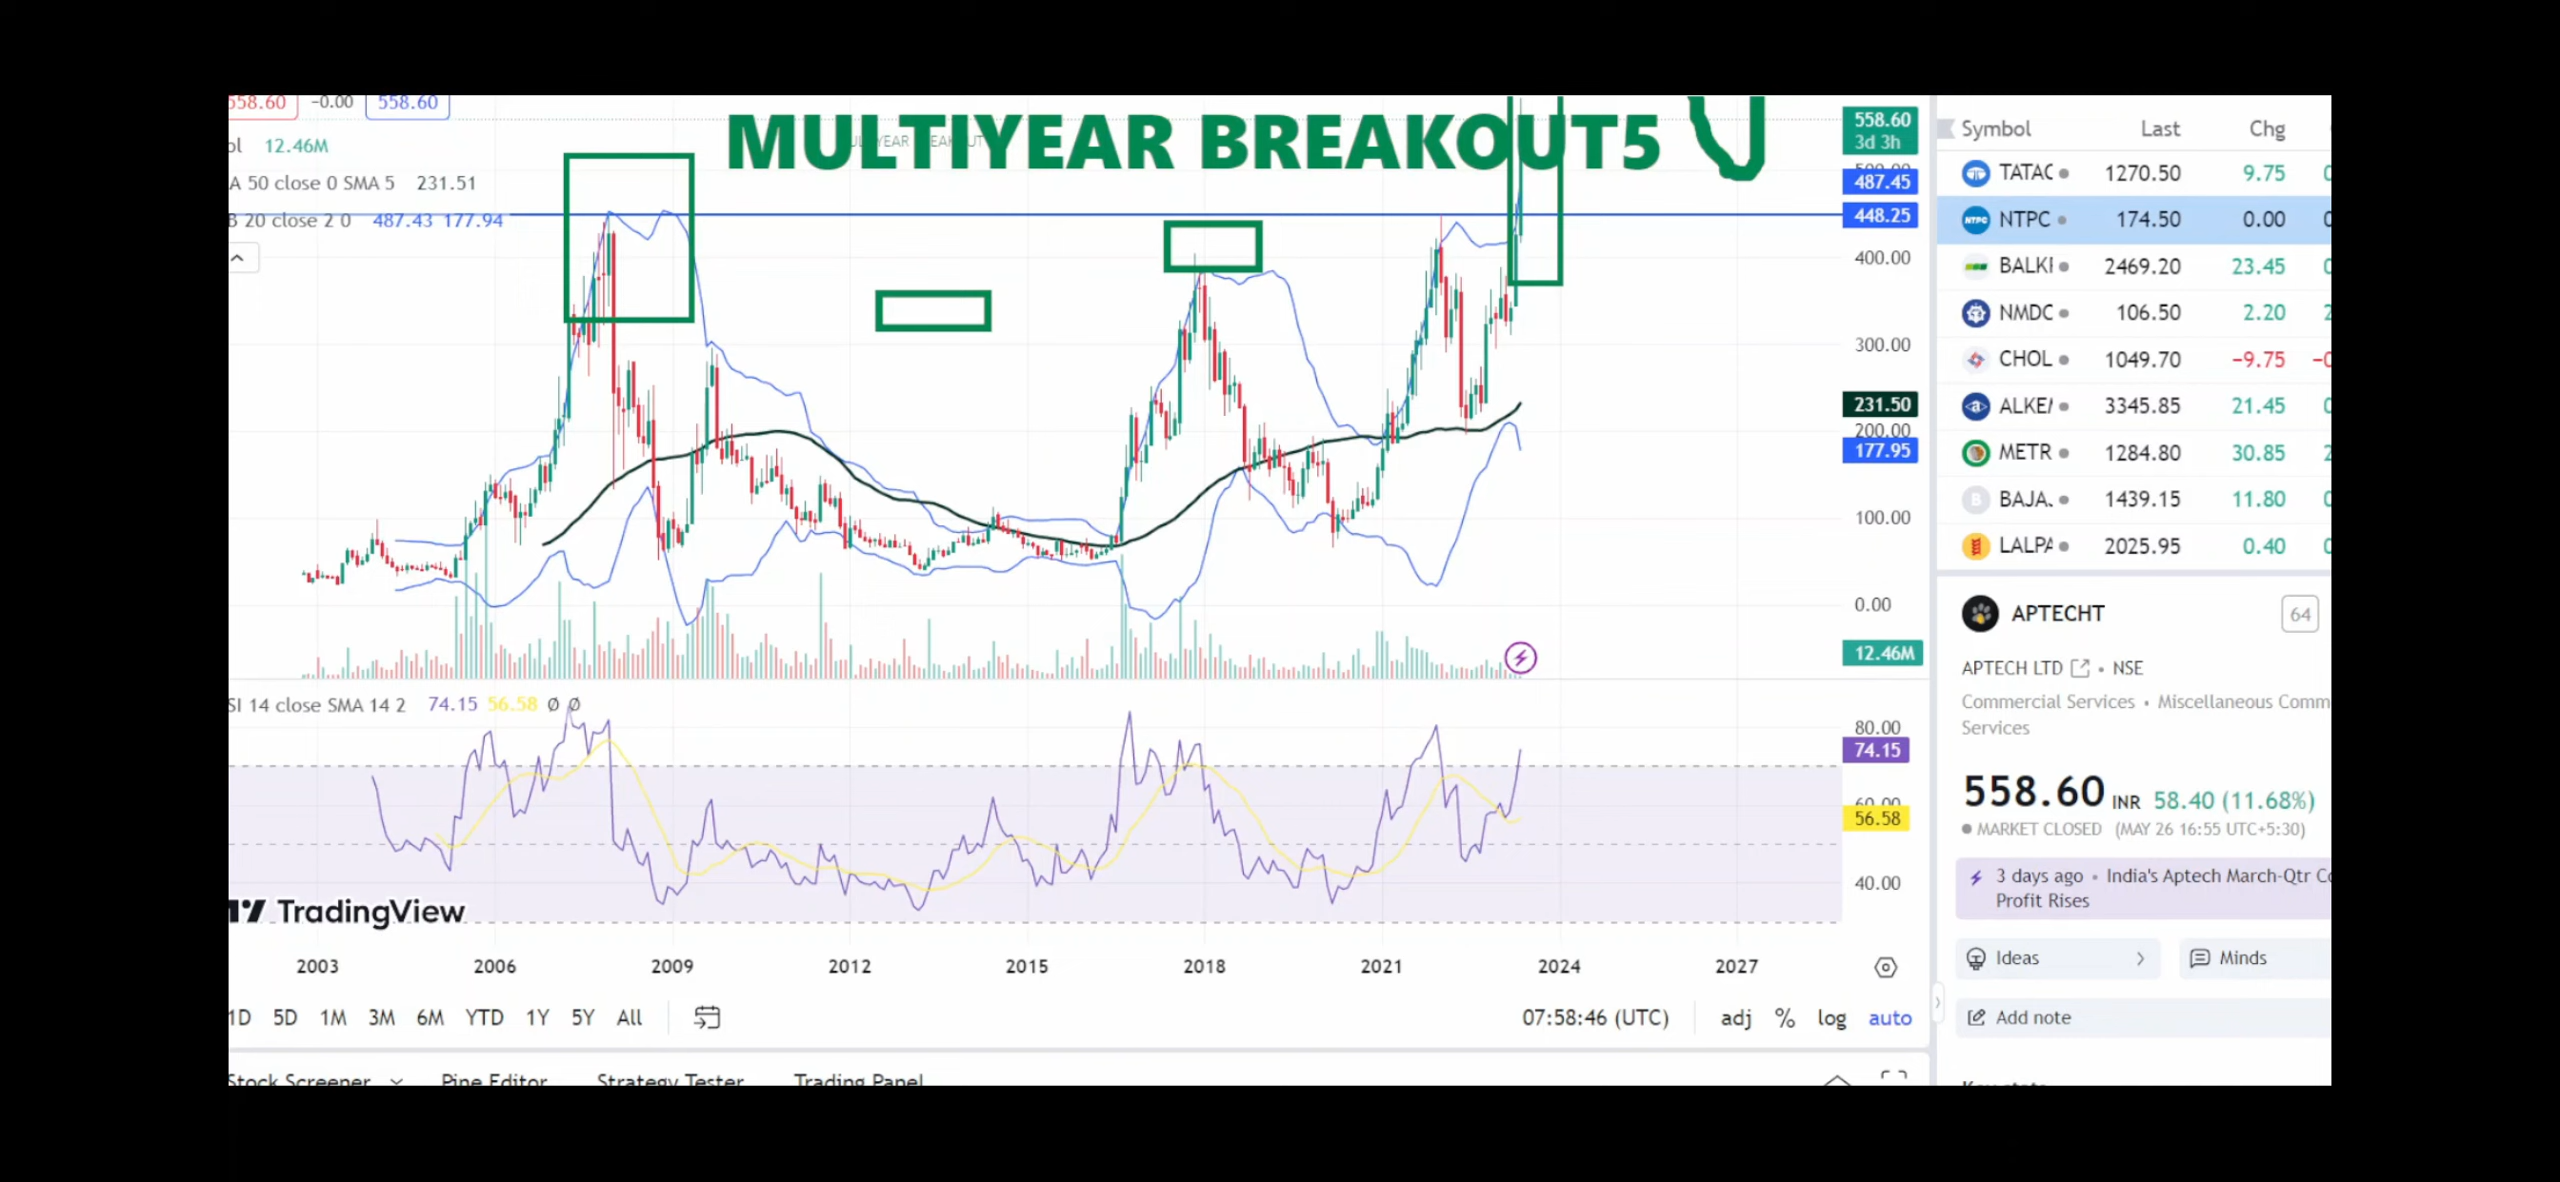 558.60 −0.00 558.60
MULTIYEAR BREAKOUT5
ol 12.46M
A 50 close 0 SMA 5 231.51
B 20 close 2 0 487.43 177.94
558.60
3d 3h
500.00
487.45
448.25
400.00
300.00
231.50
200.00
177.95
100.00
0.00
12.46M
SI 14 close SMA 14 2 74.15 56.58 Ø Ø
80.00
74.15
60.00
56.58
40.00
TradingView
2003 2006 2009 2012 2015 2018 2021 2024 2027
1D 5D 1M 3M 6M YTD 1Y 5Y All
07:58:46 (UTC) adj % log auto
Stock Screener Pine Editor Strategy Tester Trading Panel
Symbol Last Chg
TATAC 1270.50 9.75
NTPC 174.50 0.00
BALKI 2469.20 23.45
NMDC 106.50 2.20
CHOL 1049.70 −9.75
ALKE 3345.85 21.45
METR 1284.80 30.85
BAJA. 1439.15 11.80
LALPA 2025.95 0.40
APTECHT 64
APTECH LTD • NSE
Commercial Services • Miscellaneous Comm
Services
558.60 INR 58.40 (11.68%)
MARKET CLOSED (MAY 26 16:55 UTC+5:30)
3 days ago • India's Aptech March-Qtr Co
Profit Rises
Ideas Minds
Add note